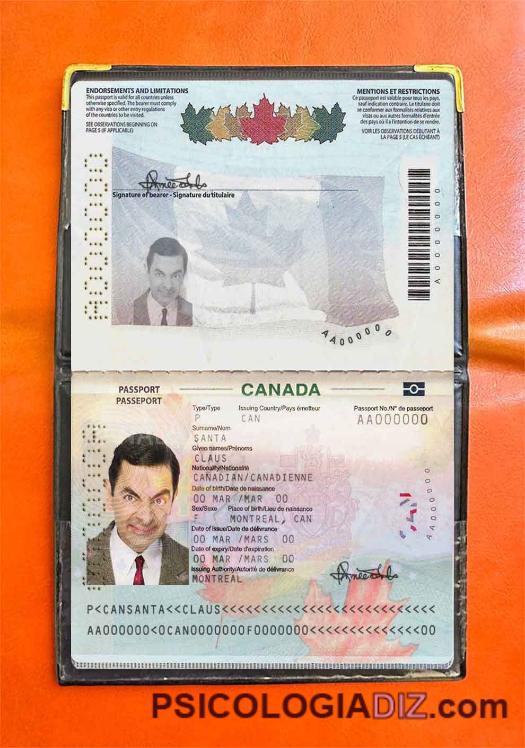 ENDORSEMENTS AND LIMITATIONS
This passport is valid for all countries unless
otherwise specified. The bearer must comply
with any visa or other entry regulations
of the countries to be visited.
SEE OBSERVATIONS BEGINNING ON
PAGE 5 (IF APPLICABLE)
MENTIONS ET RESTRICTIONS
Ce passeport est valable pour tous les pays,
sauf indication contraire. Le titulaire doit
se conformer aux formalités relatives aux
visas ou aux autres formalités d'entrée
des pays où il a l'intention de se rendre.
VOIR LES OBSERVATIONS DÉBUTANT À
LA PAGE 5 (LE CAS ÉCHÉANT)
Signature of bearer - Signature du titulaire
AA000000
A 0 0 0 0 0 0 0
PASSPORT
PASSEPORT
CANADA
Type/Type Issuing Country/Pays émetteur Passport No./N° de passeport
P CAN AA000000
Surname/Nom
SANTA
Given names/Prénoms
CLAUS
Nationality/Nationalité
CANADIAN/CANADIENNE
Date of birth/Date de naissance
00 MAR /MAR 00
Sex/Sexe Place of birth/Lieu de naissance
F MONTREAL, CAN
Date of issue/Date de délivrance
00 MAR /MARS 00
Date of expiry/Date d'expiration
00 MAR /MARS 00
Issuing Authority/Autorité de délivrance
MONTREAL
AA000000
P<CANSANTA<<CLAUS<<<<<<<<<<<<<<<<<<<<<<<<<<<
AA000000<0CAN0000000F0000000<<<<<<<<<<<<<<00
PSICOLOGIADIZ.com